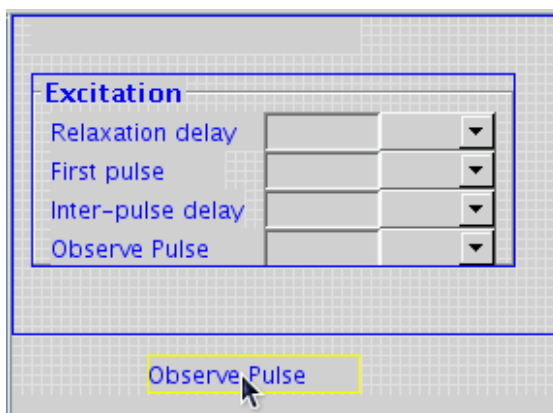 Excitation
Relaxation delay
First pulse
Inter-pulse delay
Observe Pulse
Observe Pulse